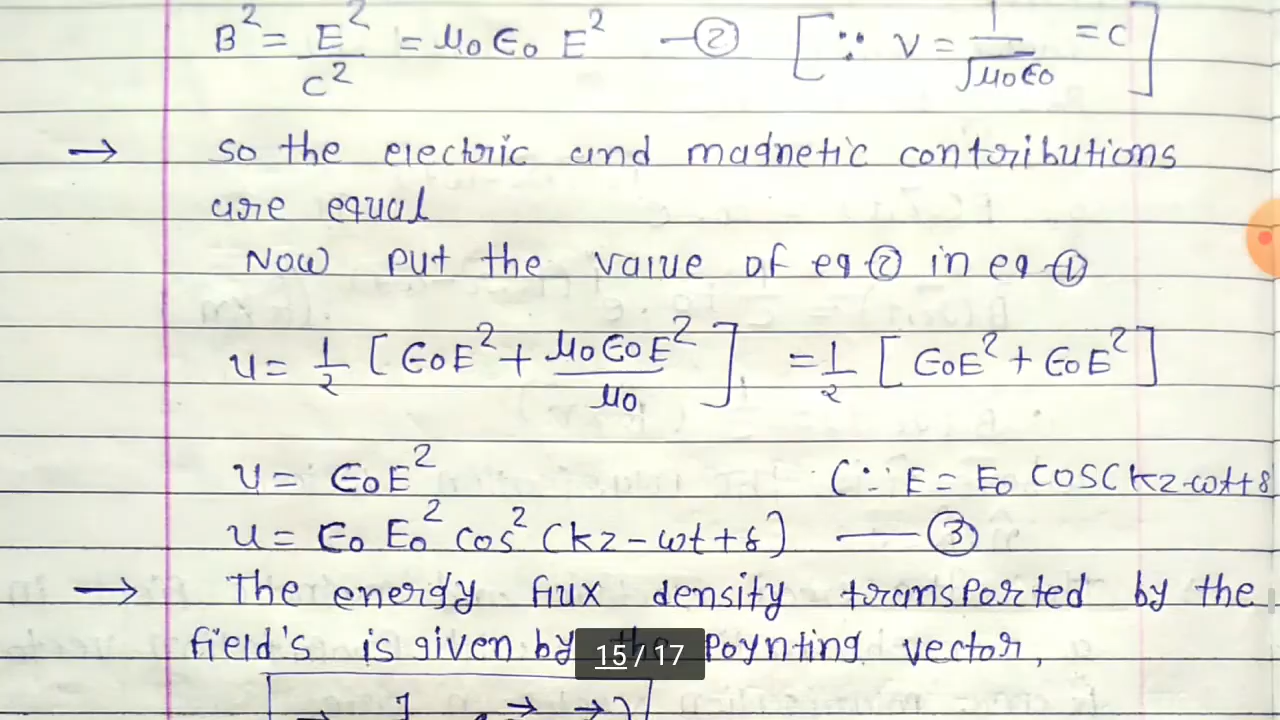 B² = E²/c² = μ₀ ϵ₀ E² —② [∵ v = 1/√μ₀ϵ₀ = c]
→ so the electric and magnetic contributions
are equal
Now put the value of eq ② in eq ①
u = 1/2 [ϵ₀E² + μ₀ϵ₀E²/μ₀] = 1/2 [ϵ₀E² + ϵ₀E²]
u = ϵ₀E² (∵ E = E₀ cos(kz-ωt+δ
u = ϵ₀ E₀² cos² (kz - ωt + δ) —③
→ The energy flux density transported by the
field's is given by the poynting vector,
15 / 17